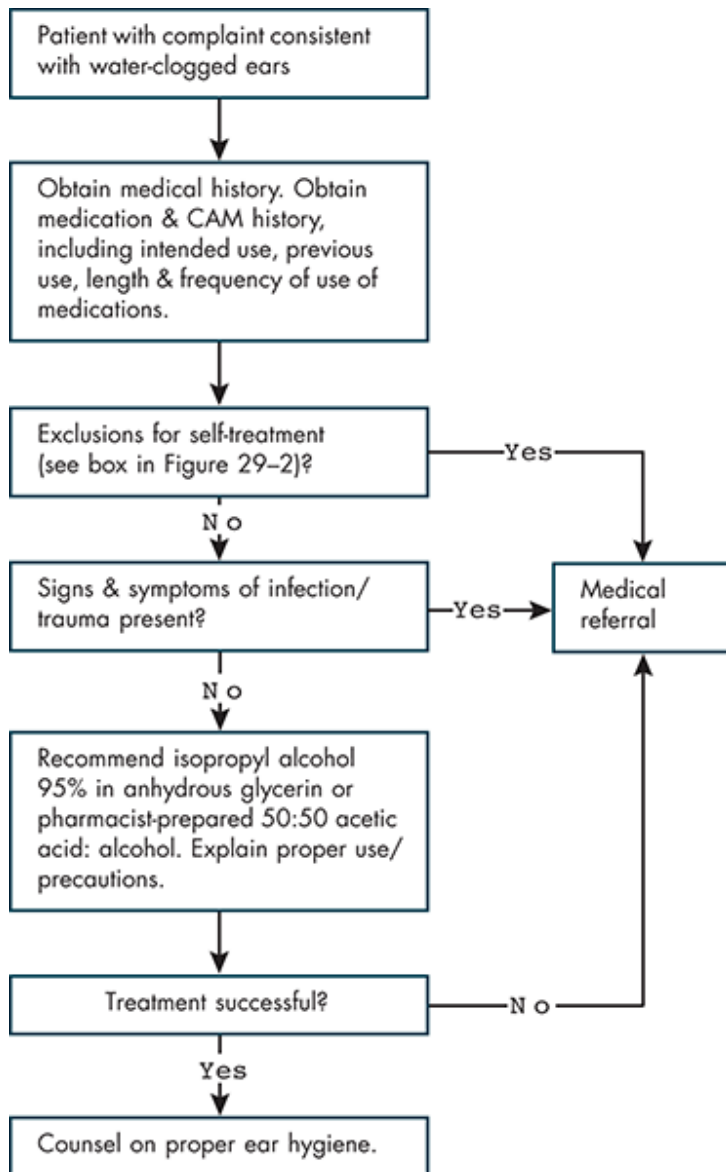 Patient with complaint consistent
with water-clogged ears
Obtain medical history. Obtain
medication & CAM history,
including intended use, previous
use, length & frequency of use of
medications.
Exclusions for self-treatment
(see box in Figure 29–2)?
Yes
No
Signs & symptoms of infection/
trauma present?
Yes
Medical
referral
No
Recommend isopropyl alcohol
95% in anhydrous glycerin or
pharmacist-prepared 50:50 acetic
acid: alcohol. Explain proper use/
precautions.
Treatment successful?
No
Yes
Counsel on proper ear hygiene.